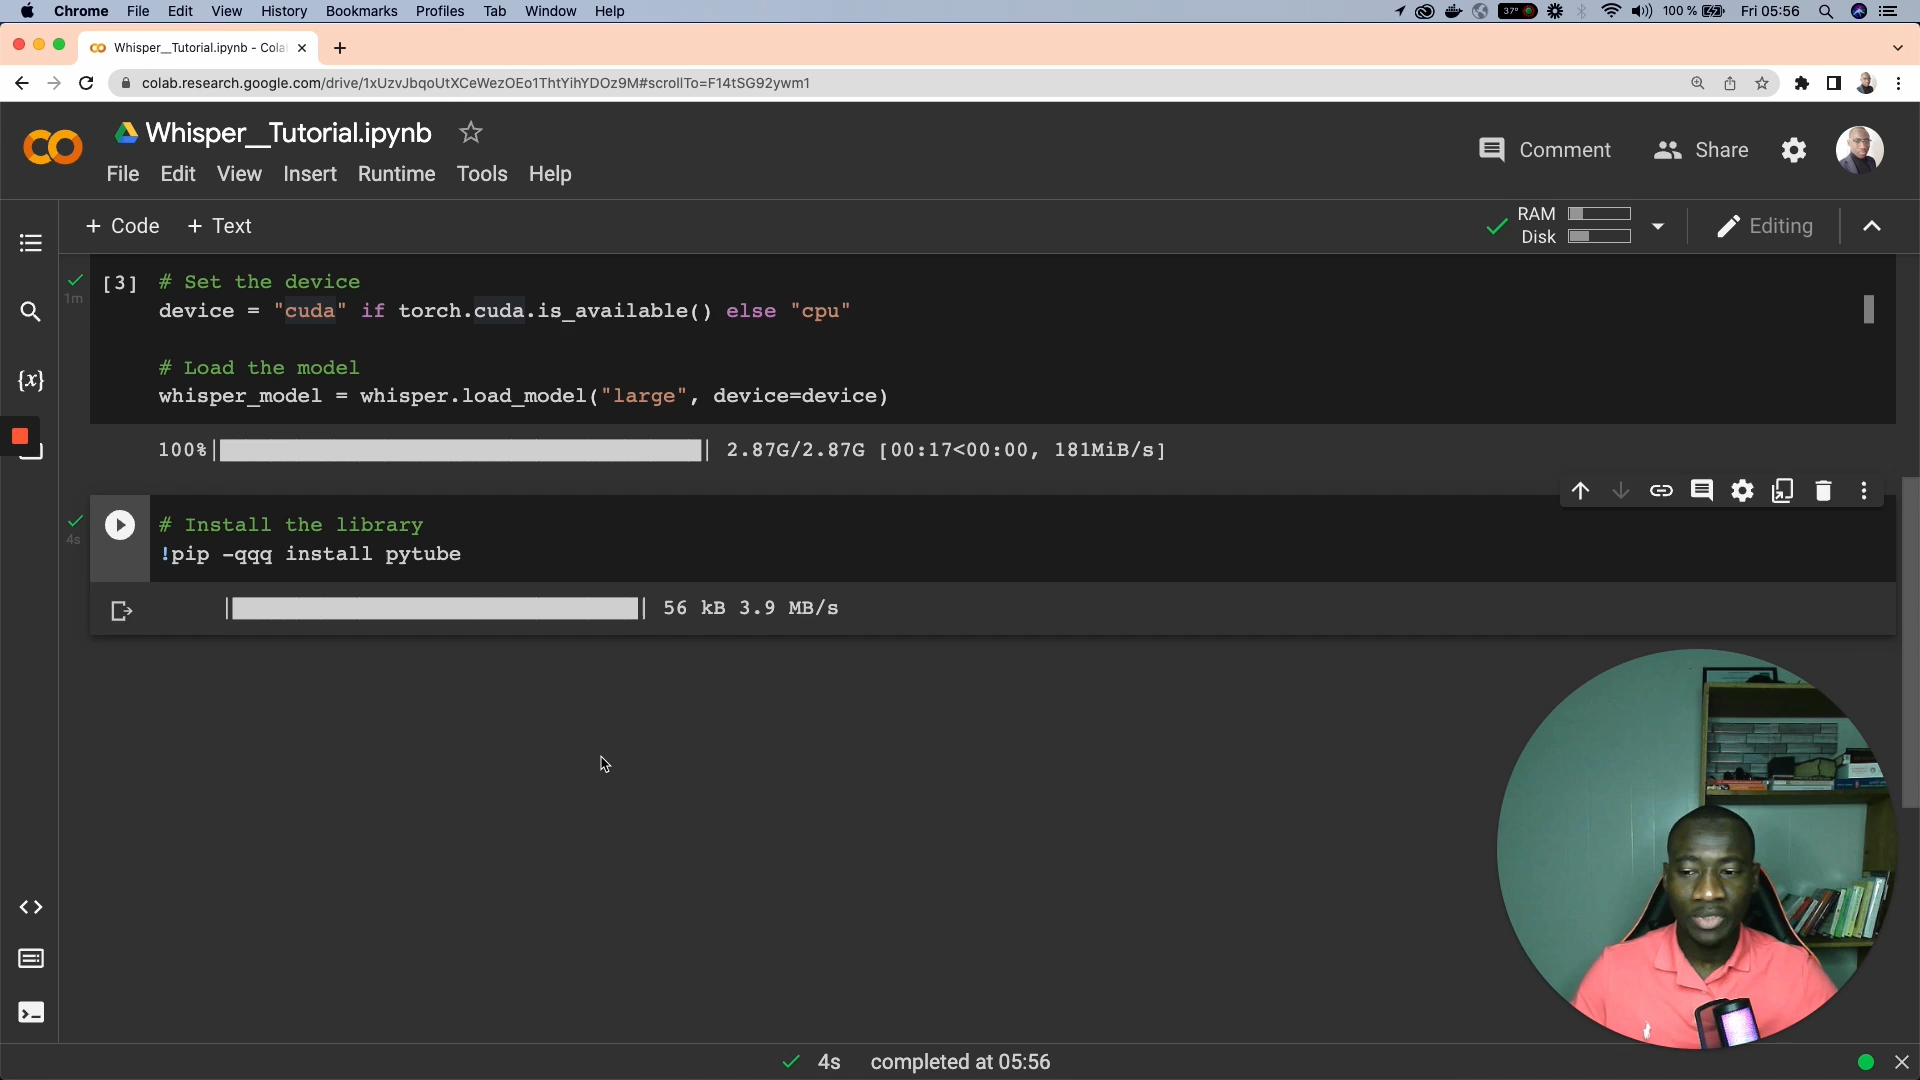 Chrome File Edit View History Bookmarks Profiles Tab Window Help
37° 100 % Fri 05:56
Whisper__Tutorial.ipynb - Cola
colab.research.google.com/drive/1xUzvJbqoUtXCeWezOEo1ThtYihYDOz9M#scrollTo=F14tSG92ywm1
Whisper__Tutorial.ipynb
Comment Share
File Edit View Insert Runtime Tools Help
+ Code + Text
RAM
Disk
Editing
[3] # Set the device
1m
device = "cuda" if torch.cuda.is_available() else "cpu"
# Load the model
{x}
whisper_model = whisper.load_model("large", device=device)
100%| | 2.87G/2.87G [00:17<00:00, 181MiB/s]
# Install the library
4s
!pip -qqq install pytube
| | 56 kB 3.9 MB/s
4s completed at 05:56